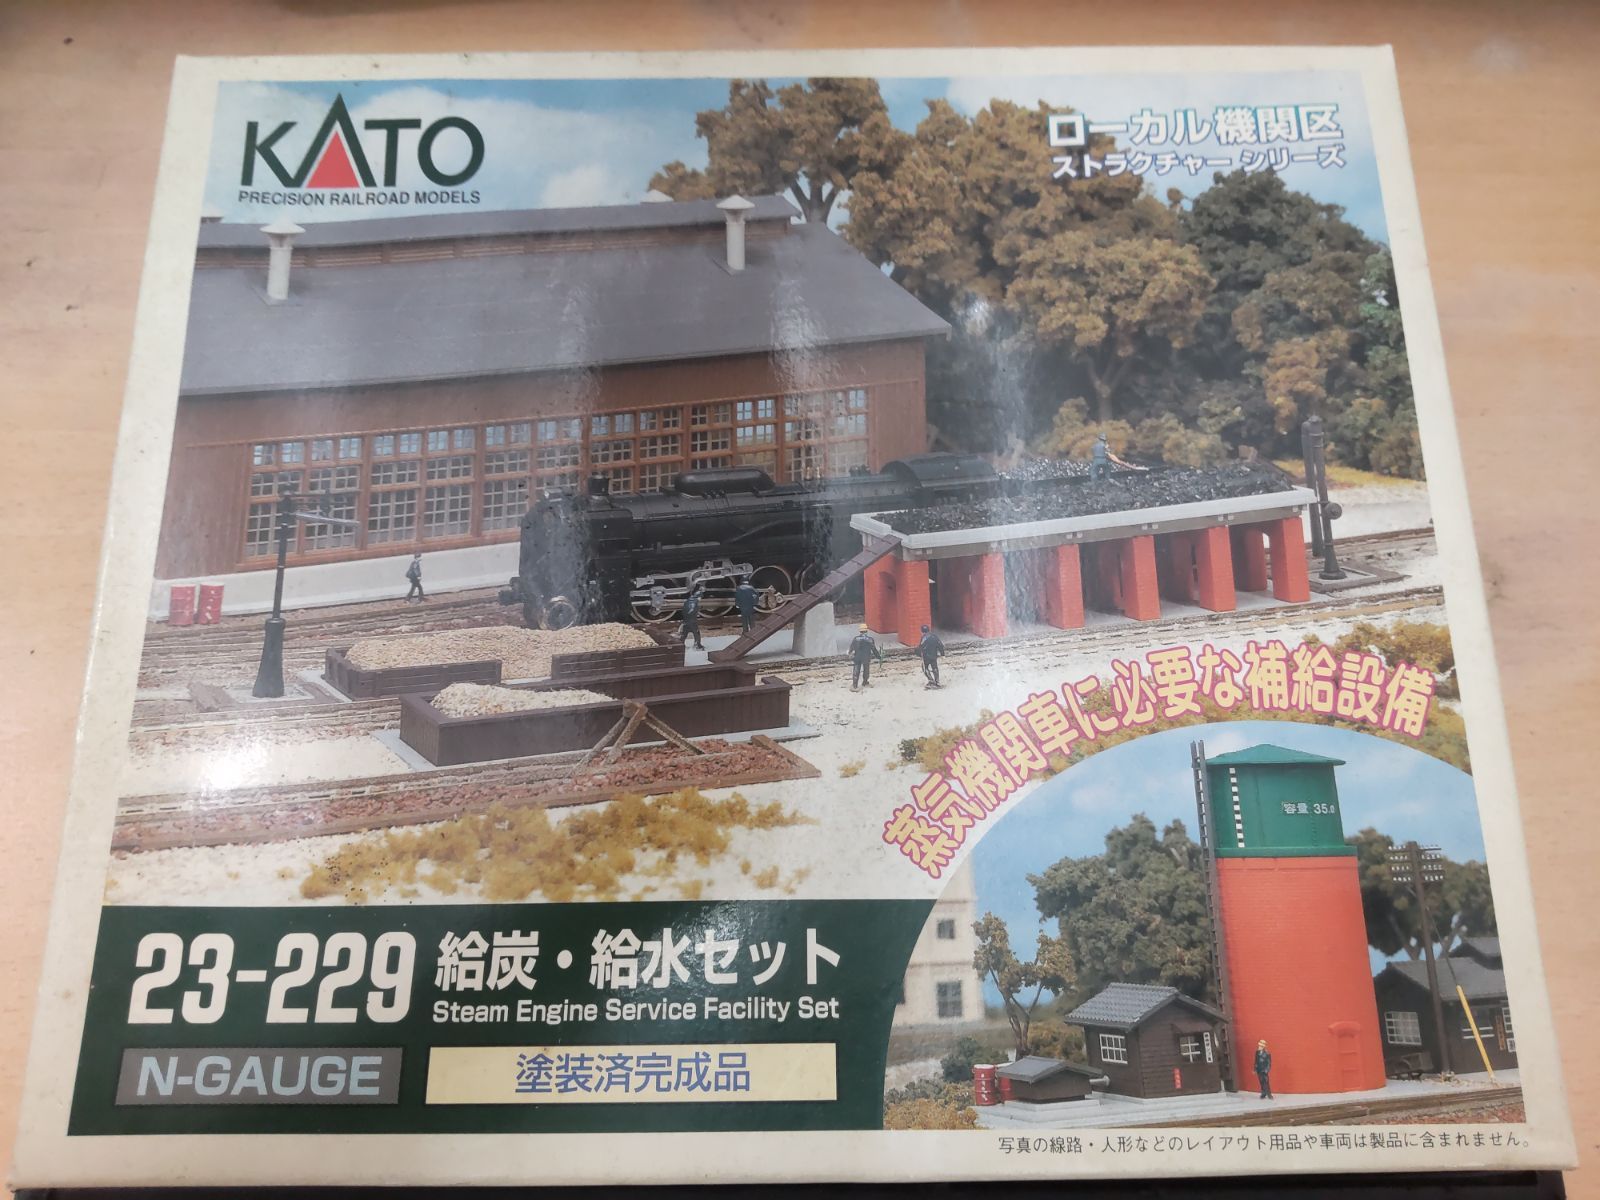 KATO
PRECISION RAILROAD MODELS
ローカル機関区
ストラクチャー シリーズ
蒸気機関車に必要な補給設備
容量 35.0
23-229 給炭・給水セット
Steam Engine Service Facility Set
N-GAUGE
塗装済完成品
写真の線路・人形などのレイアウト用品や車両は製品に含まれません。